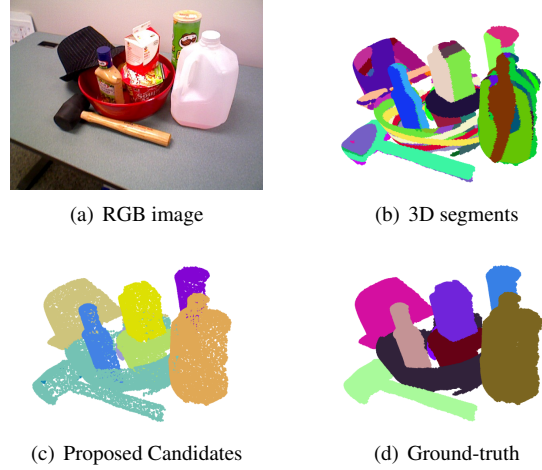 (a) RGB image
(b) 3D segments
(c) Proposed Candidates
(d) Ground-truth